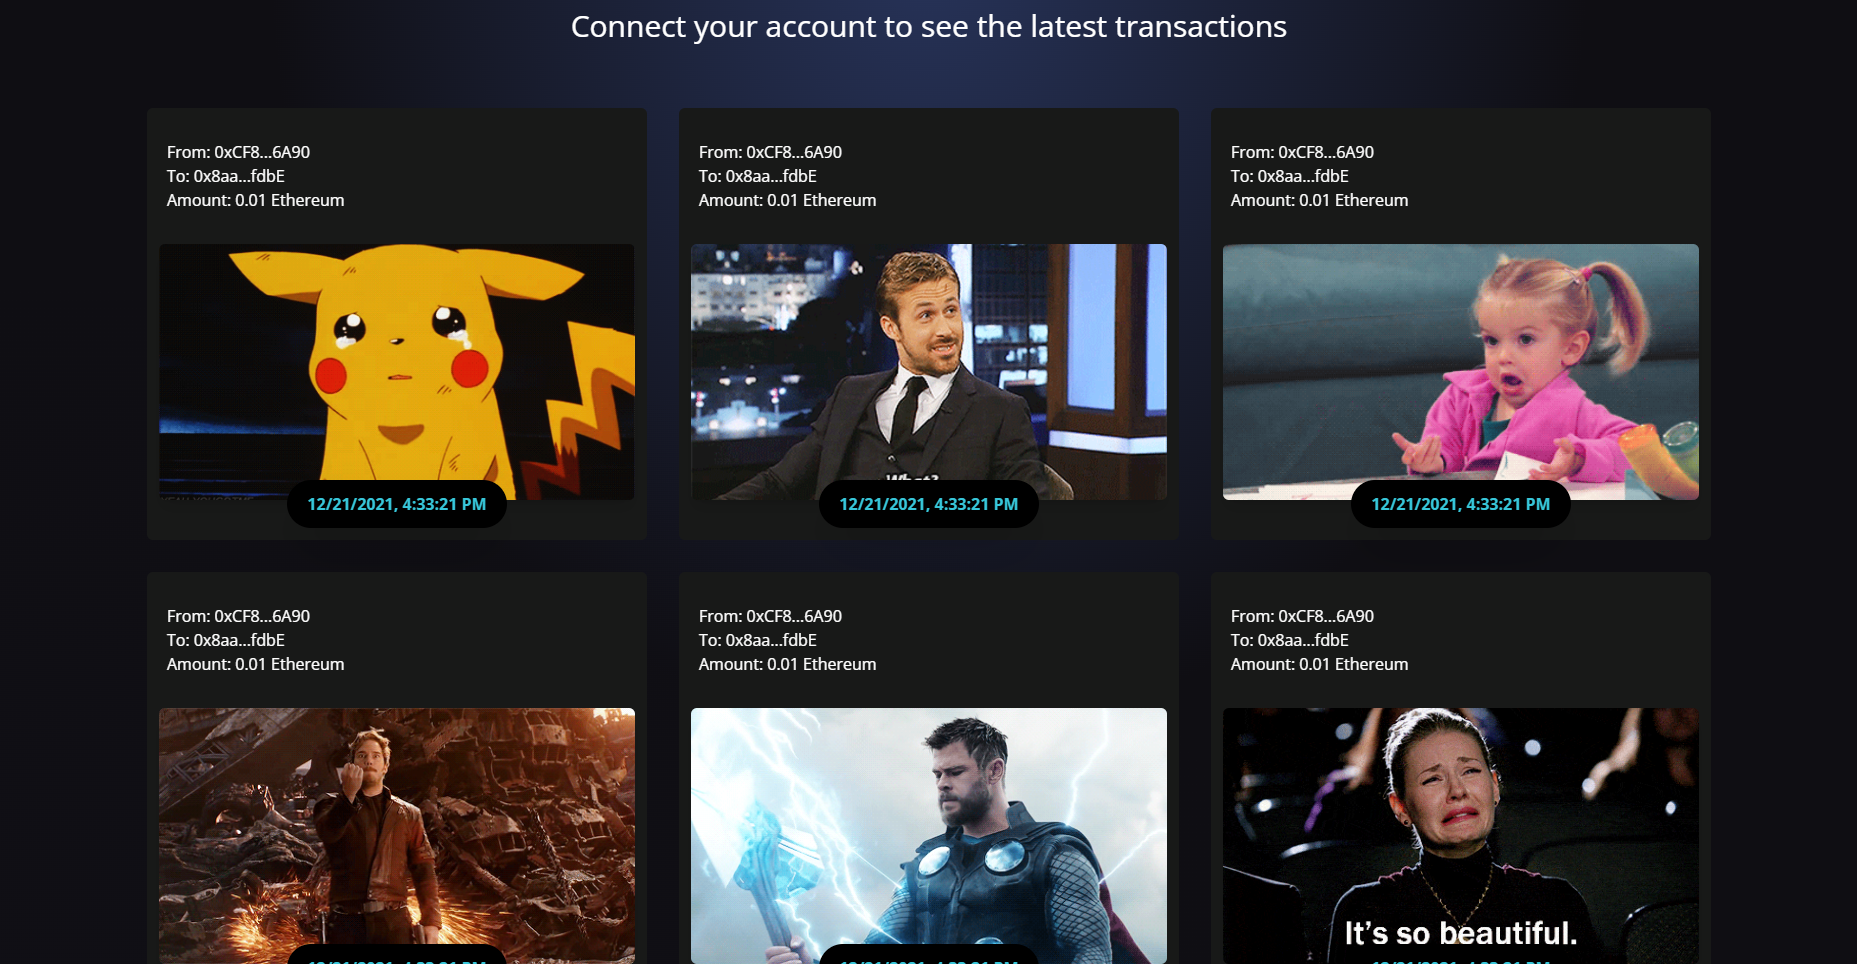 Connect your account to see the latest transactions
From: 0xCF8...6A90
To: 0x8aa...fdbE
Amount: 0.01 Ethereum
12/21/2021, 4:33:21 PM
From: 0xCF8...6A90
To: 0x8aa...fdbE
Amount: 0.01 Ethereum
What?
12/21/2021, 4:33:21 PM
From: 0xCF8...6A90
To: 0x8aa...fdbE
Amount: 0.01 Ethereum
12/21/2021, 4:33:21 PM
From: 0xCF8...6A90
To: 0x8aa...fdbE
Amount: 0.01 Ethereum
From: 0xCF8...6A90
To: 0x8aa...fdbE
Amount: 0.01 Ethereum
From: 0xCF8...6A90
To: 0x8aa...fdbE
Amount: 0.01 Ethereum
It's so beautiful.